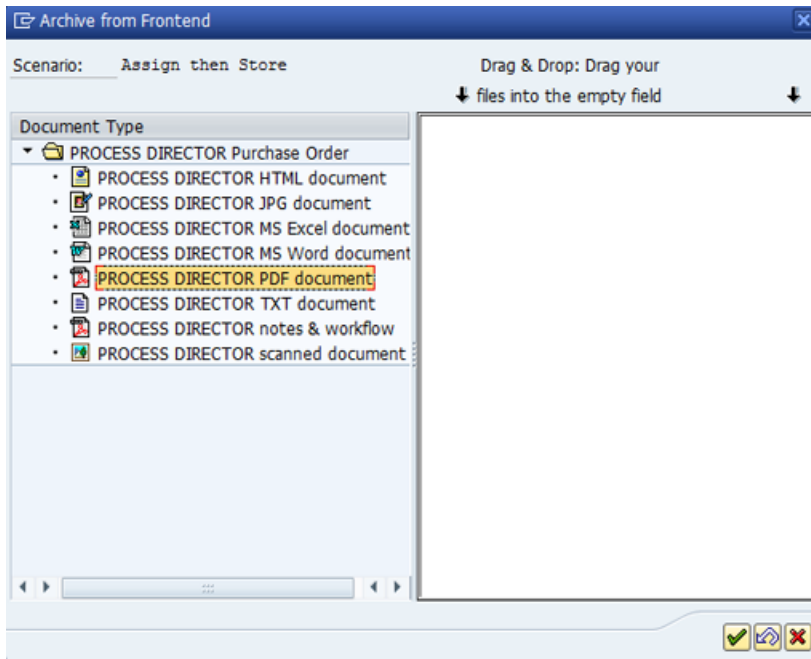 Archive from Frontend
Scenario: Assign then Store
Drag & Drop: Drag your
files into the empty field
Document Type
PROCESS DIRECTOR Purchase Order
PROCESS DIRECTOR HTML document
PROCESS DIRECTOR JPG document
PROCESS DIRECTOR MS Excel document
PROCESS DIRECTOR MS Word document
PROCESS DIRECTOR PDF document
PROCESS DIRECTOR TXT document
PROCESS DIRECTOR notes & workflow
PROCESS DIRECTOR scanned document